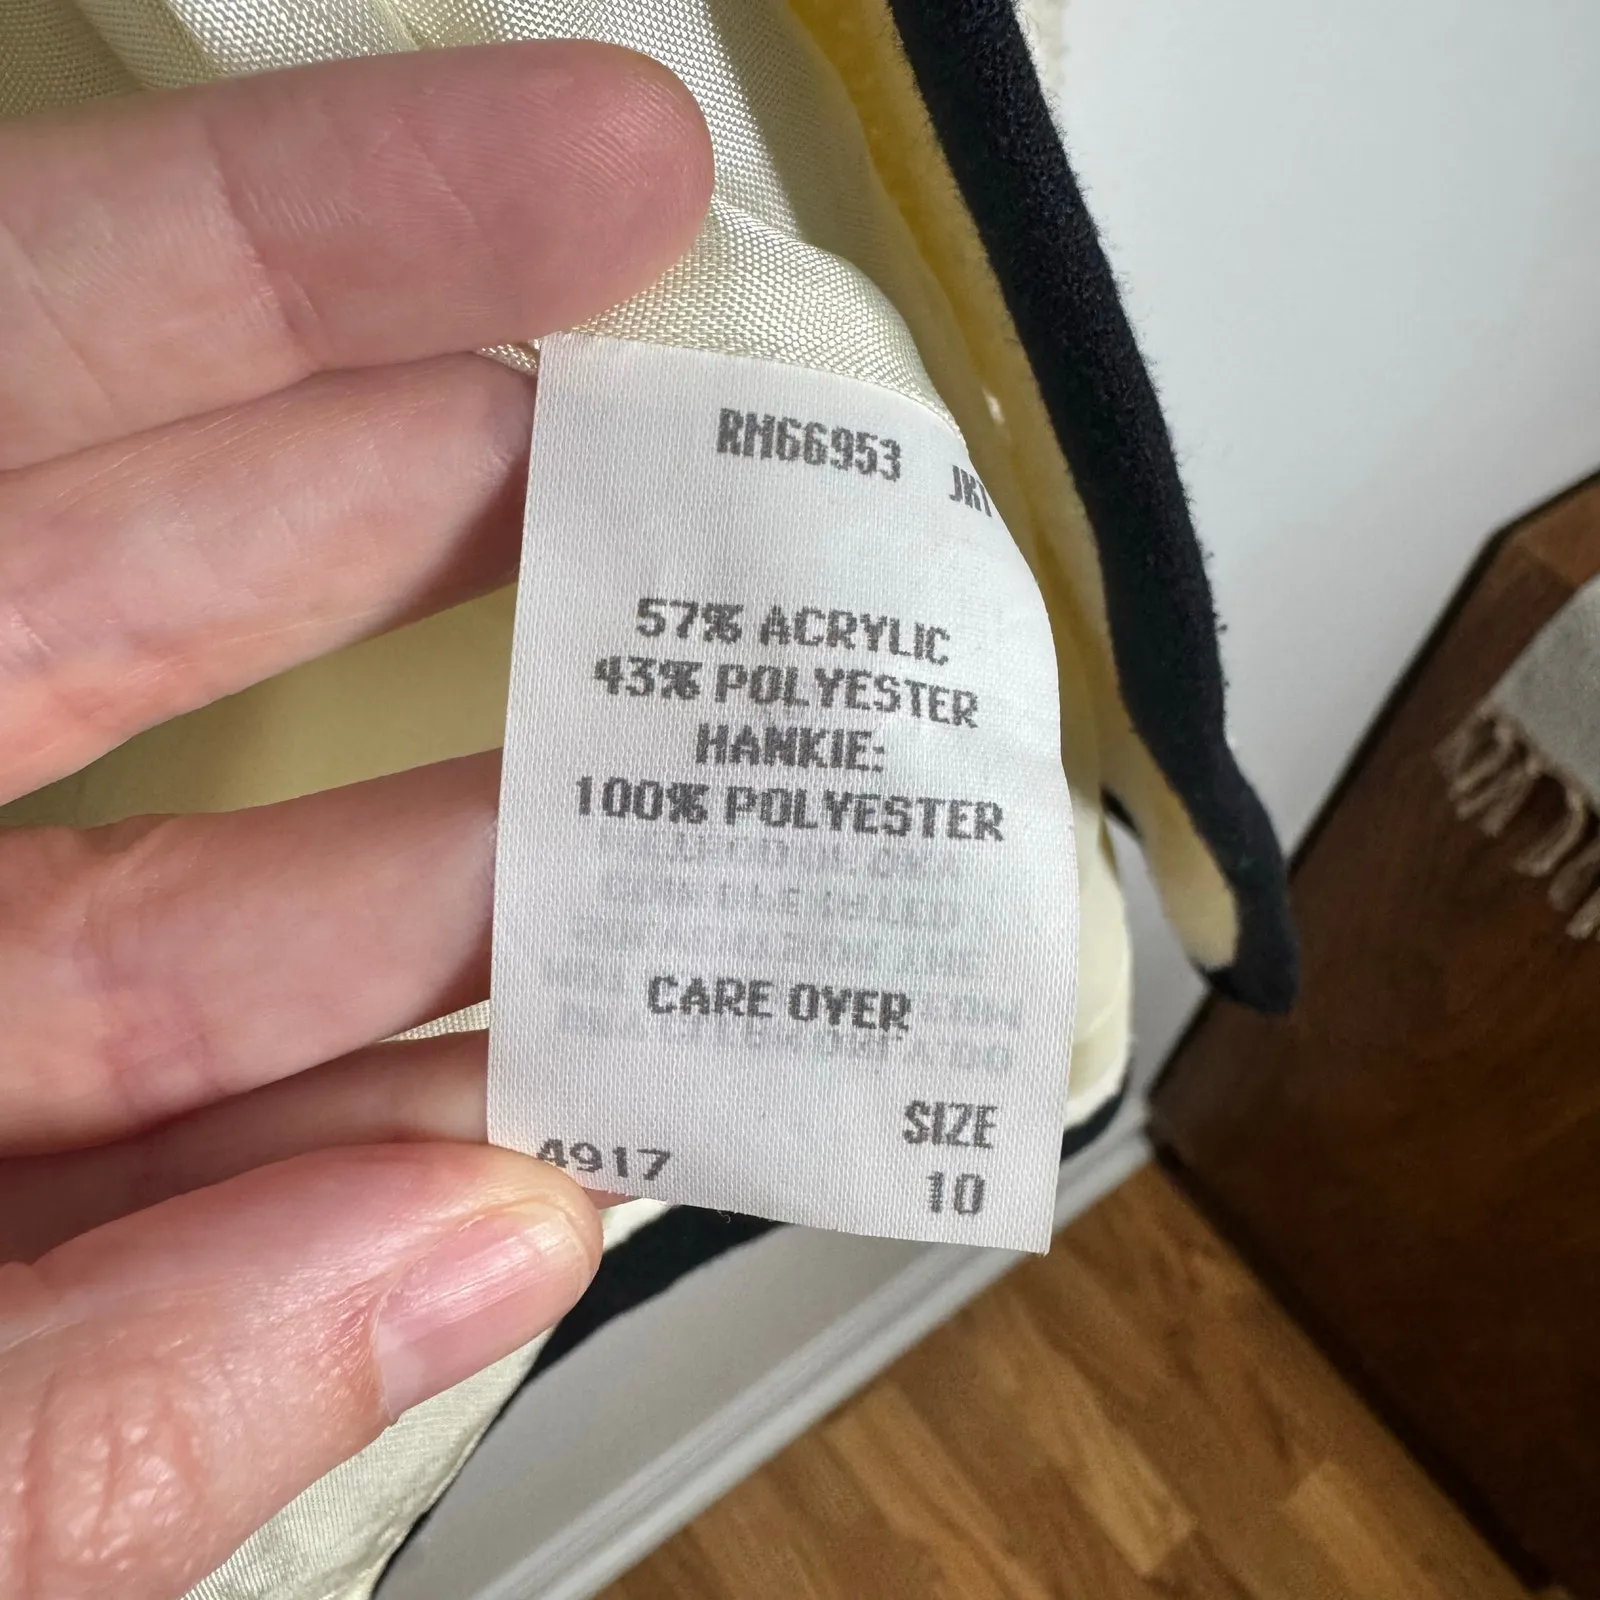 RM66953 JKT
57% ACRYLIC
43% POLYESTER
HANKIE:
100% POLYESTER
CARE OVER
SIZE
4917 10